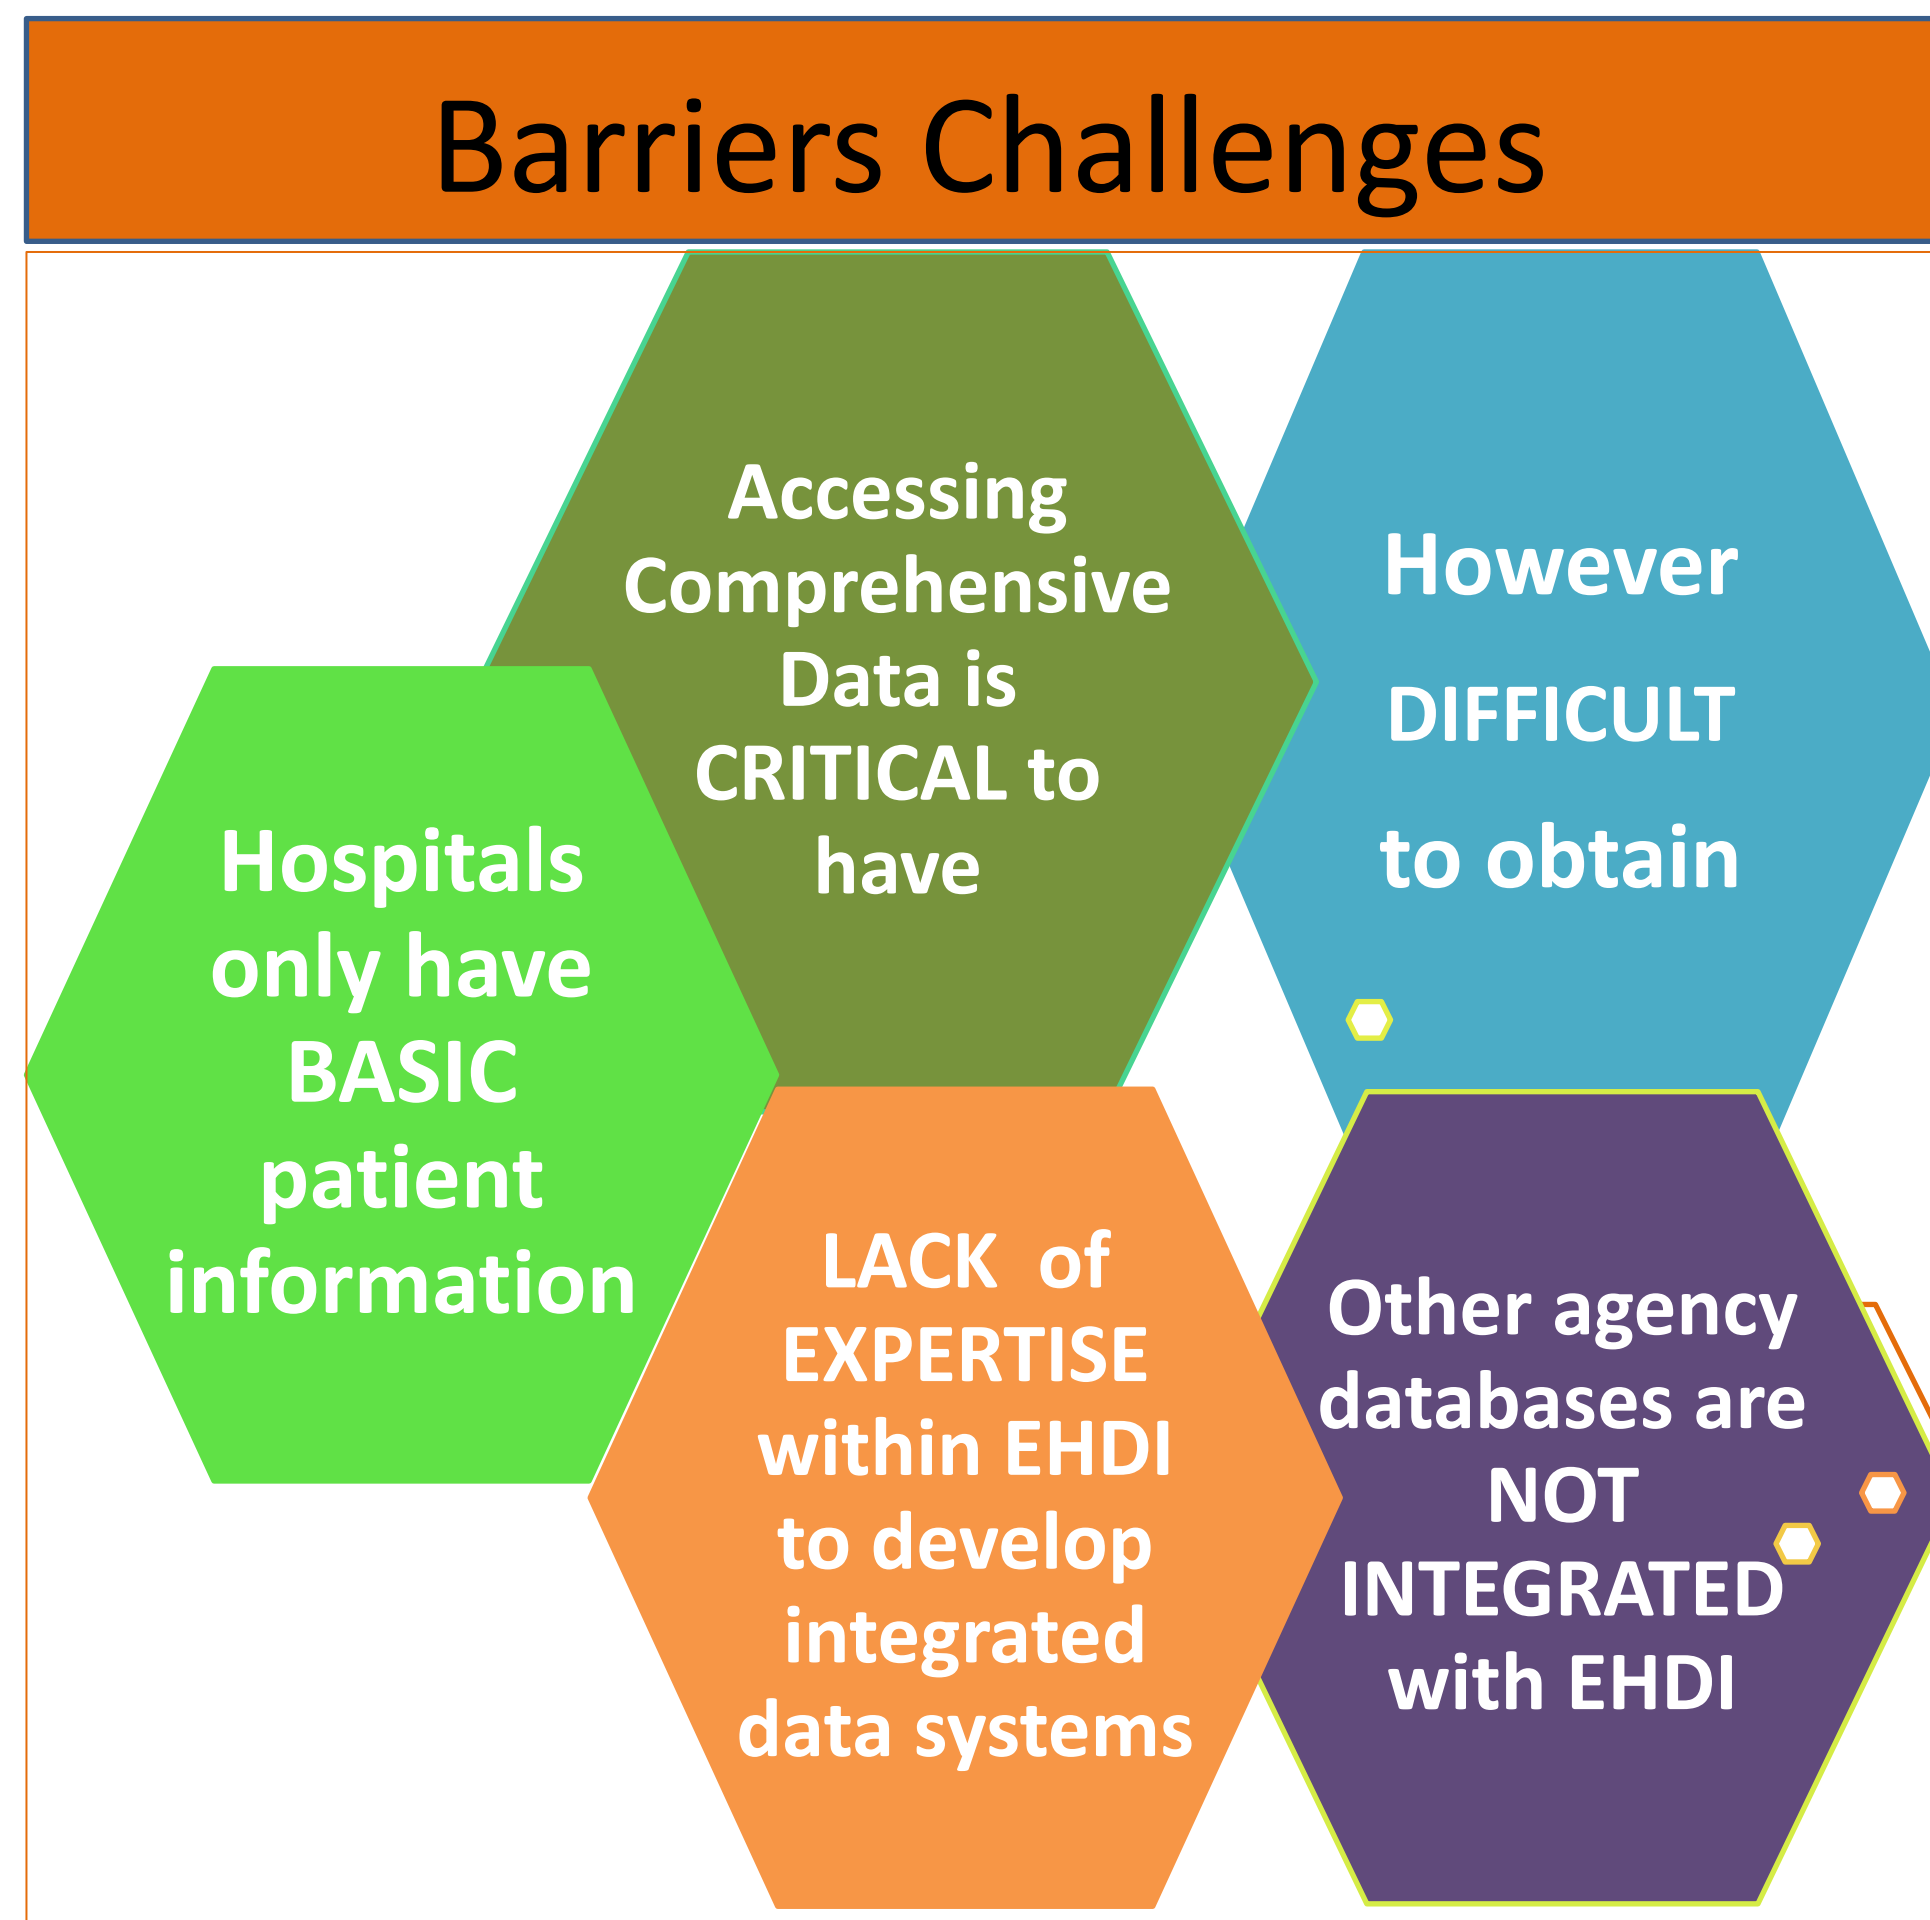 Barriers Challenges
Accessing
Comprehensive
Data is
CRITICAL to
have
However
DIFFICULT
to obtain
Hospitals
only have
BASIC
patient
information
LACK of
EXPERTISE
within EHDI
to develop
integrated
data systems
Other agency
databases are
NOT
INTEGRATED
with EHDI